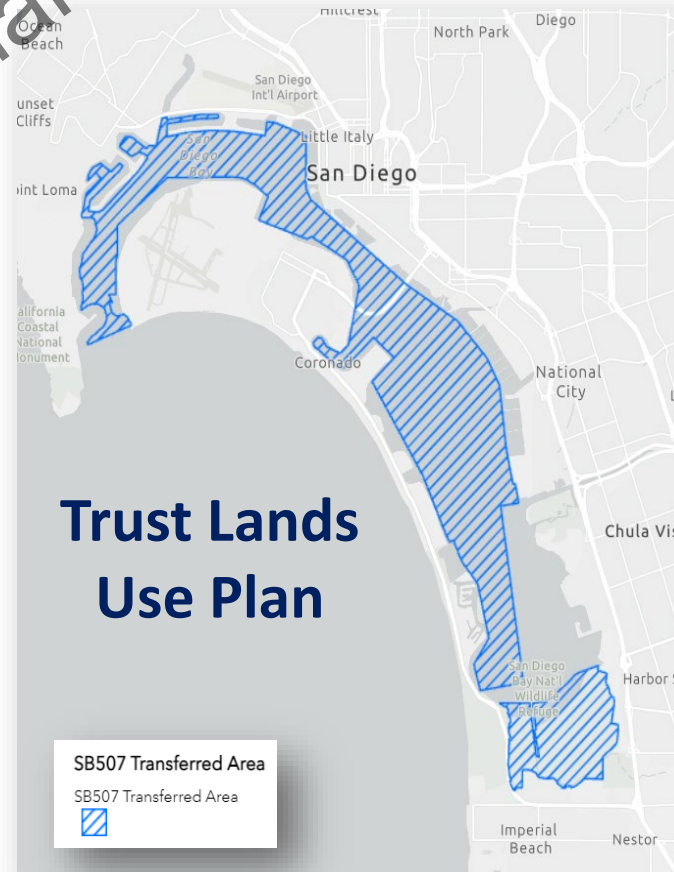 Hillcrest
Ocean
Beach
North Park
Diego
San Diego
Int'l Airport
unset
Cliffs
Little Italy
San
Diego
Bay
San Diego
oint Loma
alifornia
Coastal
National
Monument
Coronado
National
City
Trust Lands
Use Plan
Chula Vis
San Diego
Bay Nat'l
Wildlife
Refuge
Harbor S
SB507 Transferred Area
SB507 Transferred Area
Imperial
Beach
Nestor